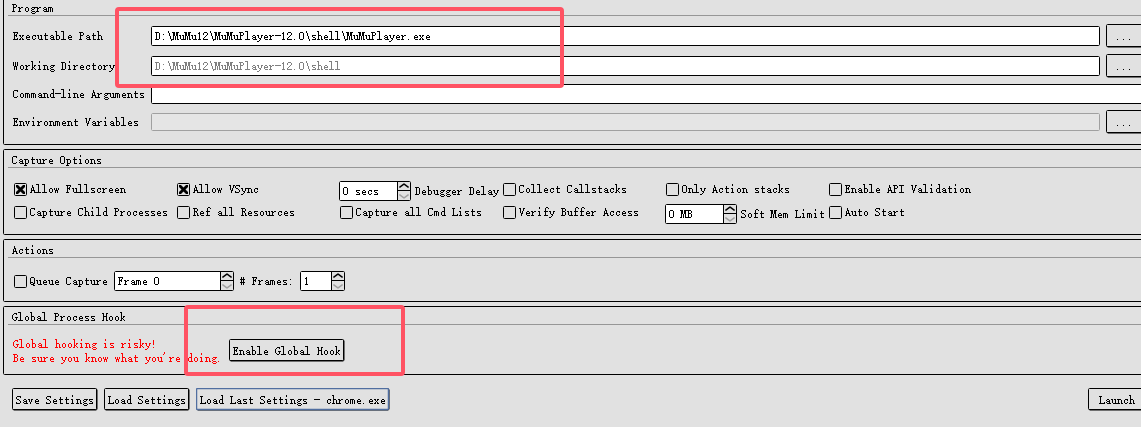 Program
Executable Path D:\MuMu12\MuMuPlayer-12.0\shell\MuMuPlayer.exe ...
Working Directory D:\MuMu12\MuMuPlayer-12.0\shell ...
Command-line Arguments
Environment Variables ...
Capture Options
Allow Fullscreen Allow VSync 0 secs Debugger Delay Collect Callstacks Only Action stacks Enable API Validation
Capture Child Processes Ref all Resources Capture all Cmd Lists Verify Buffer Access 0 MB Soft Mem Limit Auto Start
Actions
Queue Capture Frame 0 # Frames: 1
Global Process Hook
Global hooking is risky!
Be sure you know what you're doing. Enable Global Hook
Save Settings Load Settings Load Last Settings - chrome.exe Launch